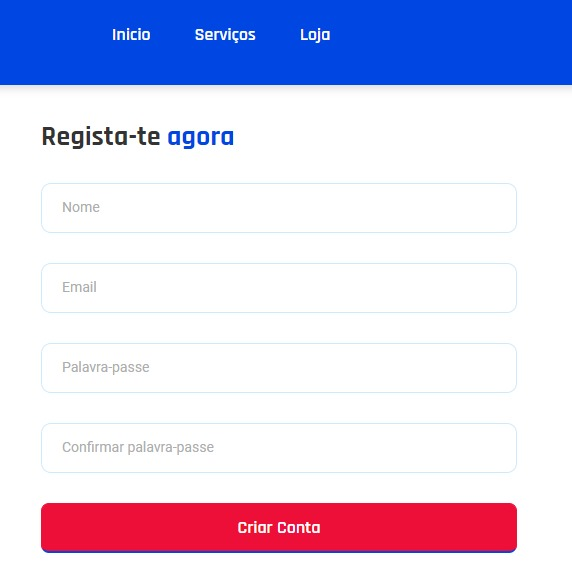 Inicio Serviços Loja
Regista-te agora
Nome
Email
Palavra-passe
Confirmar palavra-passe
Criar Conta